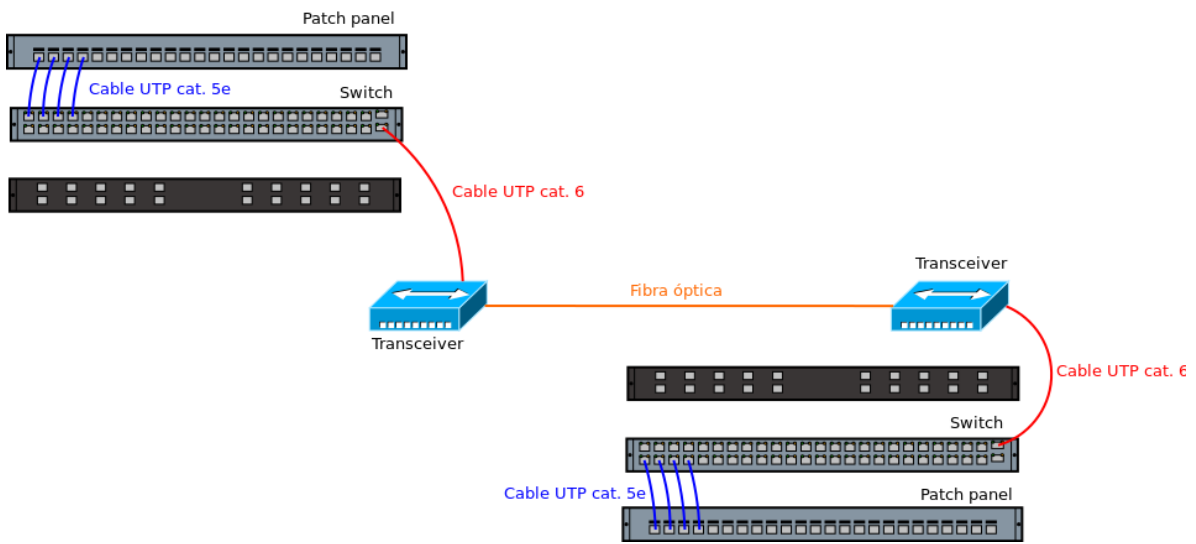 Patch panel
Cable UTP cat. 5e
Switch
Cable UTP cat. 6
Transceiver
Fibra óptica
Transceiver
Cable UTP cat. 6
Switch
Cable UTP cat. 5e
Patch panel